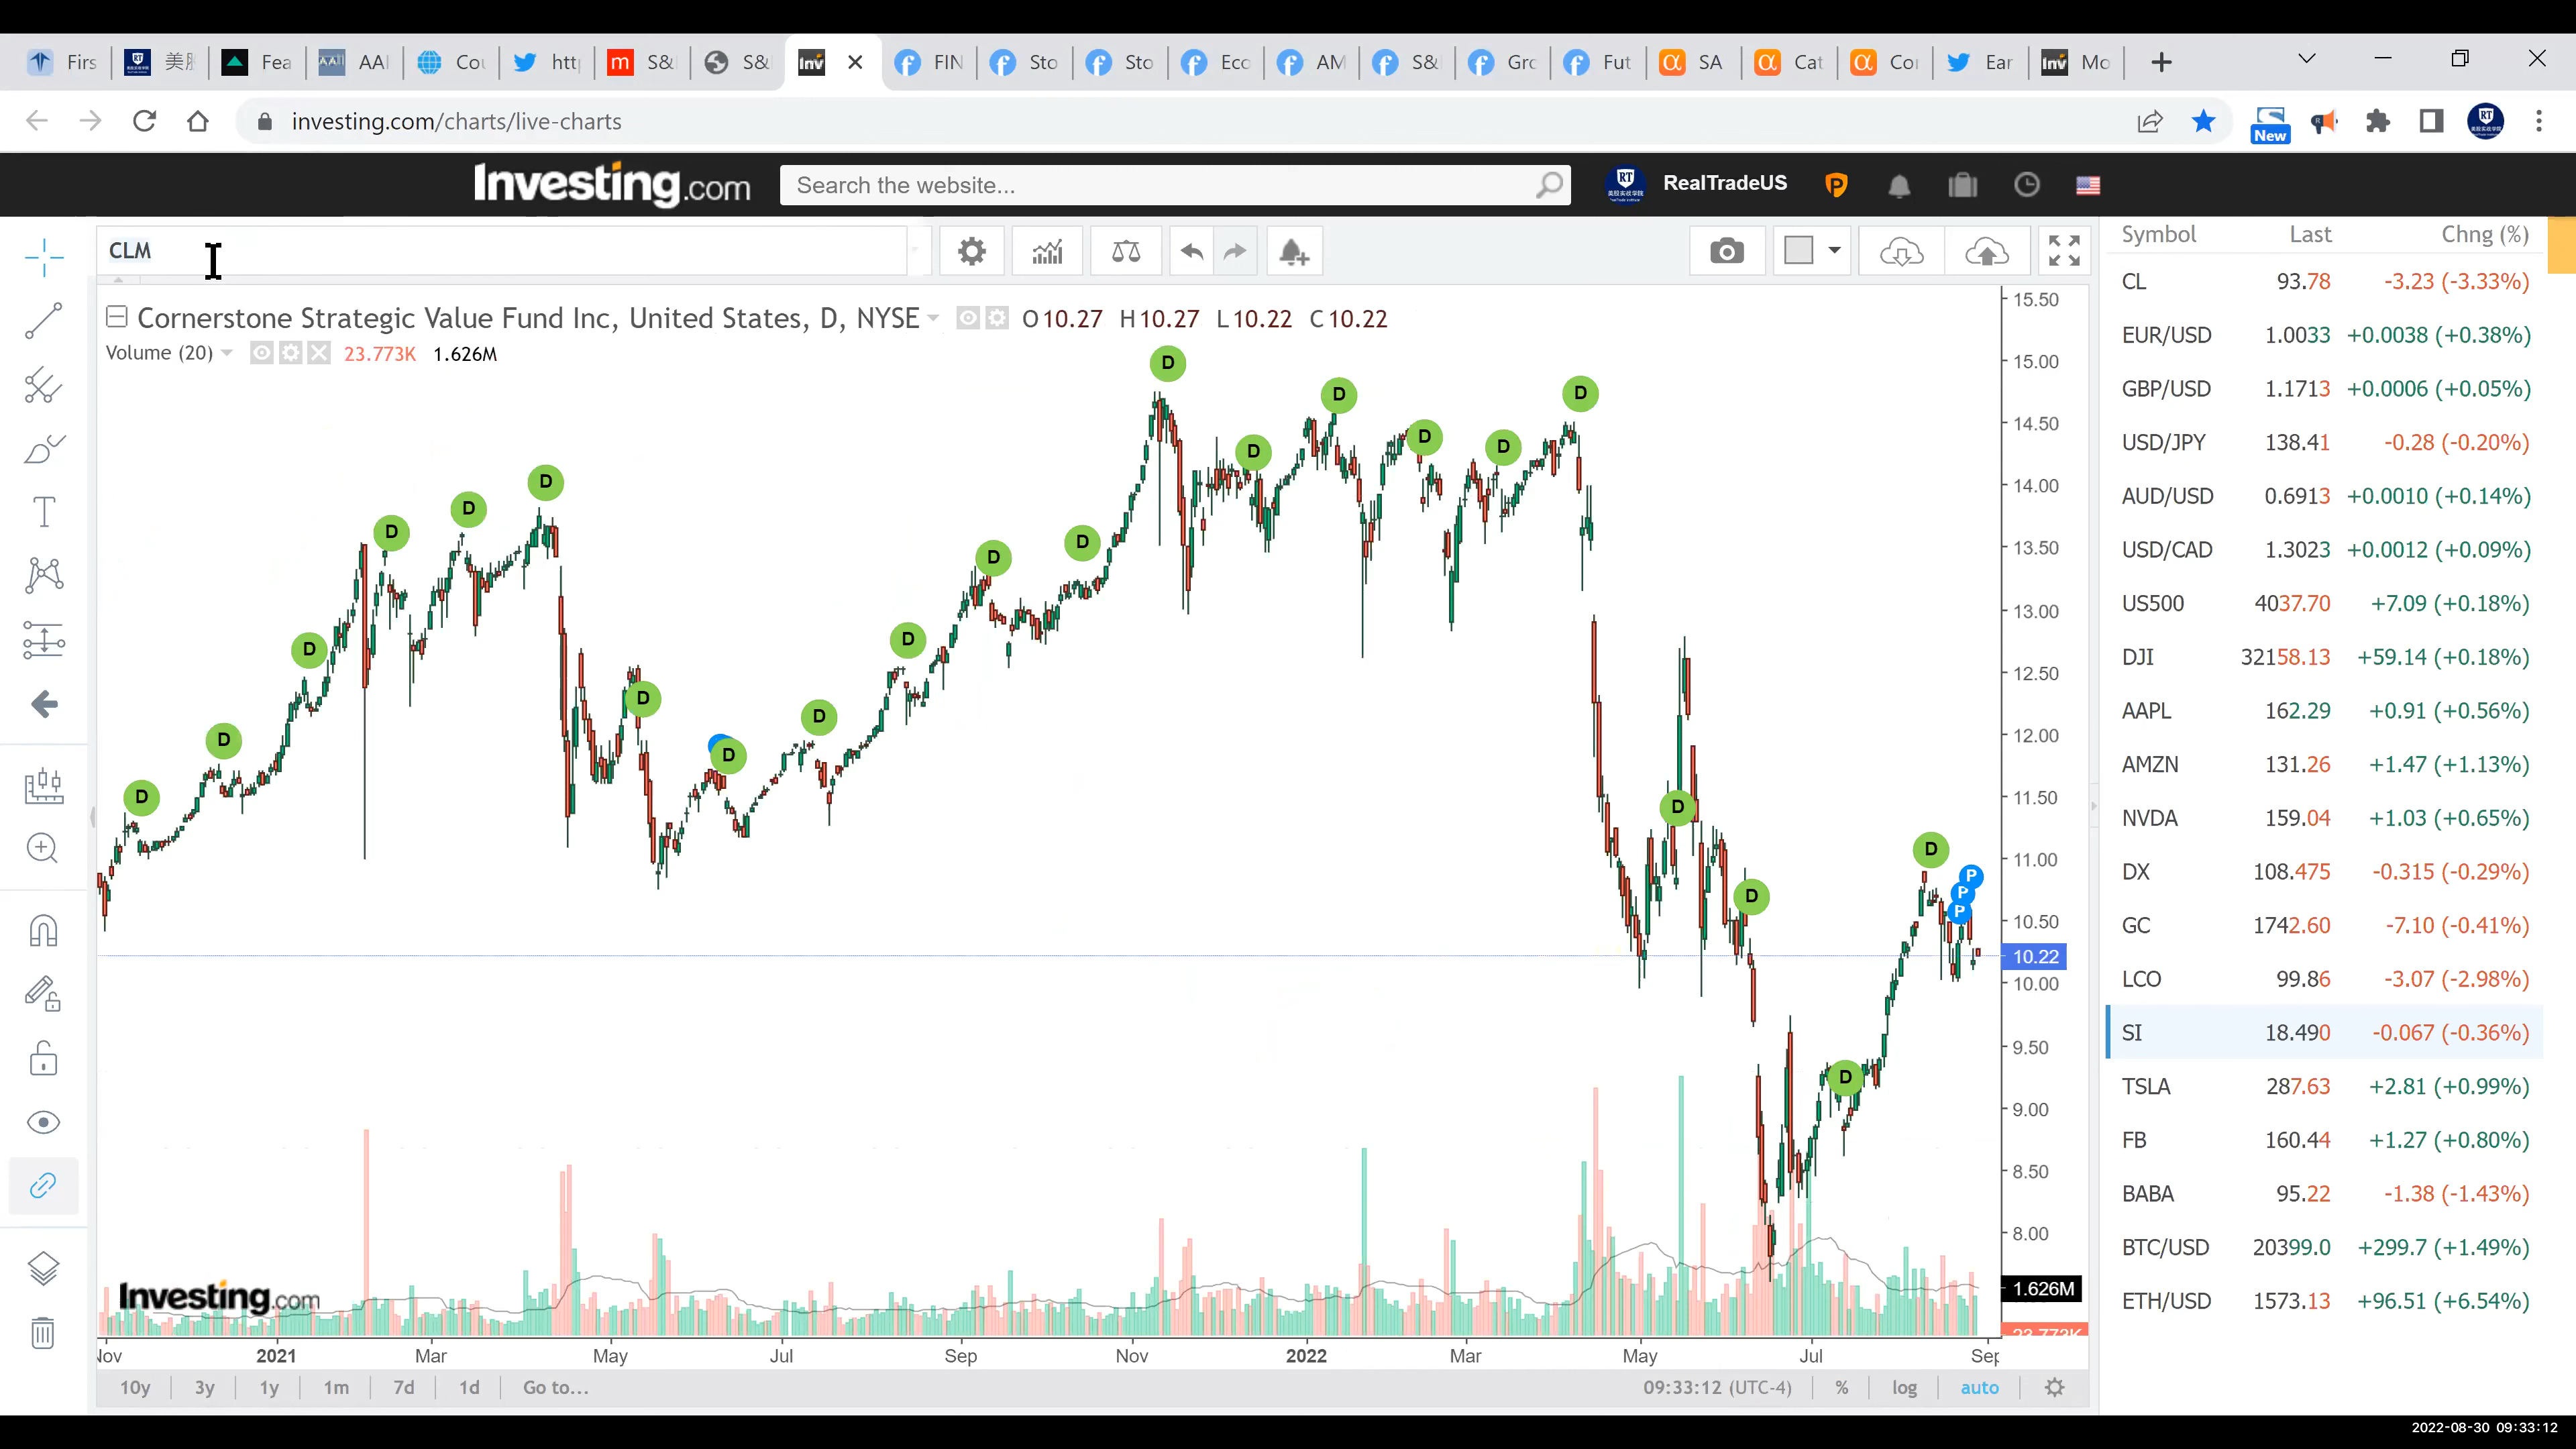 Firs 美股 Fea AAI Cou http S& S& FIN Sto Sto Eco AM S& Gro Fut SA Cat Cor Ear Mo
investing.com/charts/live-charts
New
Investing.com Search the website... RealTradeUS
CLM
Cornerstone Strategic Value Fund Inc, United States, D, NYSE O10.27 H10.27 L10.22 C10.22
Volume (20) 23.773K 1.626M
Symbol Last Chng (%)
CL 93.78 -3.23 (-3.33%)
EUR/USD 1.0033 +0.0038 (+0.38%)
GBP/USD 1.1713 +0.0006 (+0.05%)
USD/JPY 138.41 -0.28 (-0.20%)
AUD/USD 0.6913 +0.0010 (+0.14%)
USD/CAD 1.3023 +0.0012 (+0.09%)
US500 4037.70 +7.09 (+0.18%)
DJI 32158.13 +59.14 (+0.18%)
AAPL 162.29 +0.91 (+0.56%)
AMZN 131.26 +1.47 (+1.13%)
NVDA 159.04 +1.03 (+0.65%)
DX 108.475 -0.315 (-0.29%)
GC 1742.60 -7.10 (-0.41%)
LCO 99.86 -3.07 (-2.98%)
SI 18.490 -0.067 (-0.36%)
TSLA 287.63 +2.81 (+0.99%)
FB 160.44 +1.27 (+0.80%)
BABA 95.22 -1.38 (-1.43%)
BTC/USD 20399.0 +299.7 (+1.49%)
ETH/USD 1573.13 +96.51 (+6.54%)
15.50
15.00
14.50
14.00
13.50
13.00
12.50
12.00
11.50
11.00
10.50
10.22
10.00
9.50
9.00
8.50
8.00
1.626M
23.773K
D D D D D D D D D D D D D D D D D D D D D
P
P
P
Investing.com
Nov 2021 Mar May Jul Sep Nov 2022 Mar May Jul Sep
10y 3y 1y 1m 7d 1d Go to... 09:33:12 (UTC-4) % log auto
2022-08-30 09:33:12